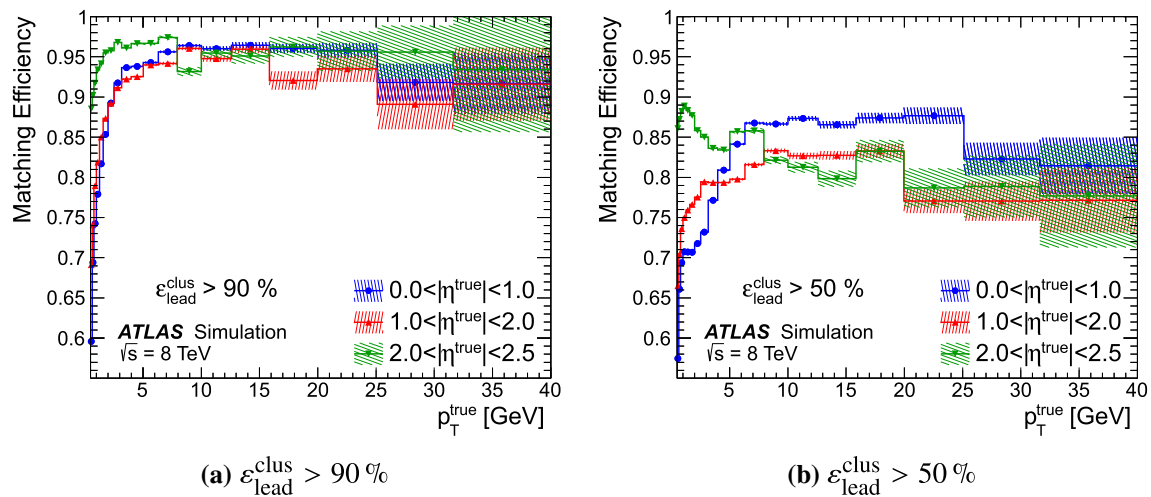 Matching Efficiency
1
0.95
0.9
0.85
0.8
0.75
0.7
0.65
0.6
ε^clus_lead > 90 %
ATLAS Simulation
√s = 8 TeV
0.0<|η^true|<1.0
1.0<|η^true|<2.0
2.0<|η^true|<2.5
5 10 15 20 25 30 35 40
p_T^true [GeV]
(a) ε^clus_lead > 90 %
Matching Efficiency
1
0.95
0.9
0.85
0.8
0.75
0.7
0.65
0.6
ε^clus_lead > 50 %
ATLAS Simulation
√s = 8 TeV
0.0<|η^true|<1.0
1.0<|η^true|<2.0
2.0<|η^true|<2.5
5 10 15 20 25 30 35 40
p_T^true [GeV]
(b) ε^clus_lead > 50 %